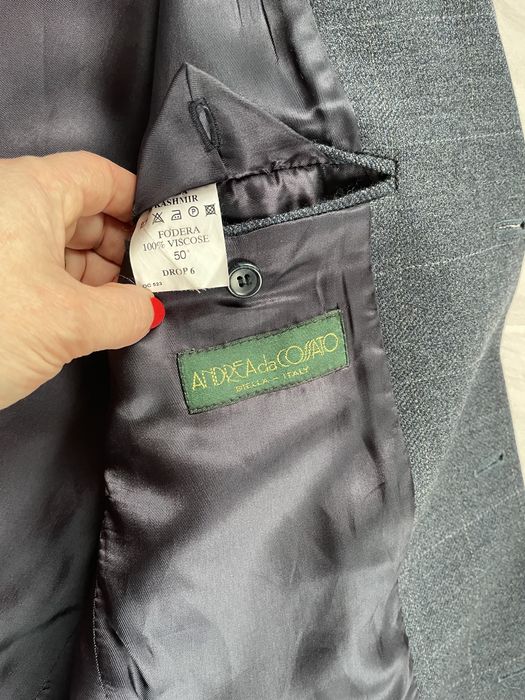 KASHMIR
FODERA
100% VISCOSE
50°
DROP 6
ANDREA da COSSATO
BIELLA - ITALY